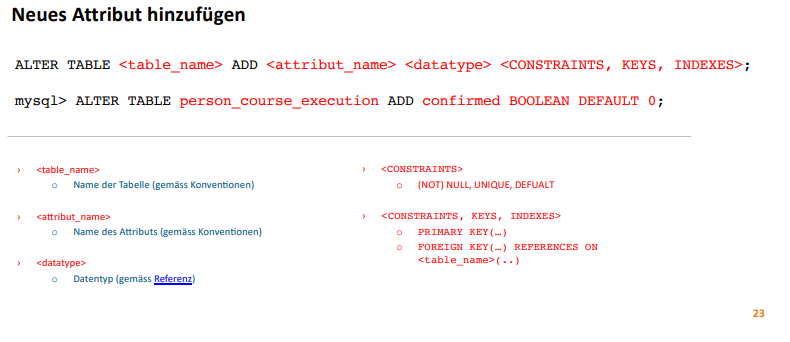 Neues Attribut hinzufügen
ALTER TABLE <table_name> ADD <attribut_name> <datatype> <CONSTRAINTS, KEYS, INDEXES>;
mysql> ALTER TABLE person_course_execution ADD confirmed BOOLEAN DEFAULT 0;
› <table_name>
o Name der Tabelle (gemäss Konventionen)
› <attribut_name>
o Name des Attributs (gemäss Konventionen)
› <datatype>
o Datentyp (gemäss Referenz)
› <CONSTRAINTS>
o (NOT) NULL, UNIQUE, DEFUALT
› <CONSTRAINTS, KEYS, INDEXES>
o PRIMARY KEY(…)
o FOREIGN KEY(…) REFERENCES ON
<table_name>(..)
23